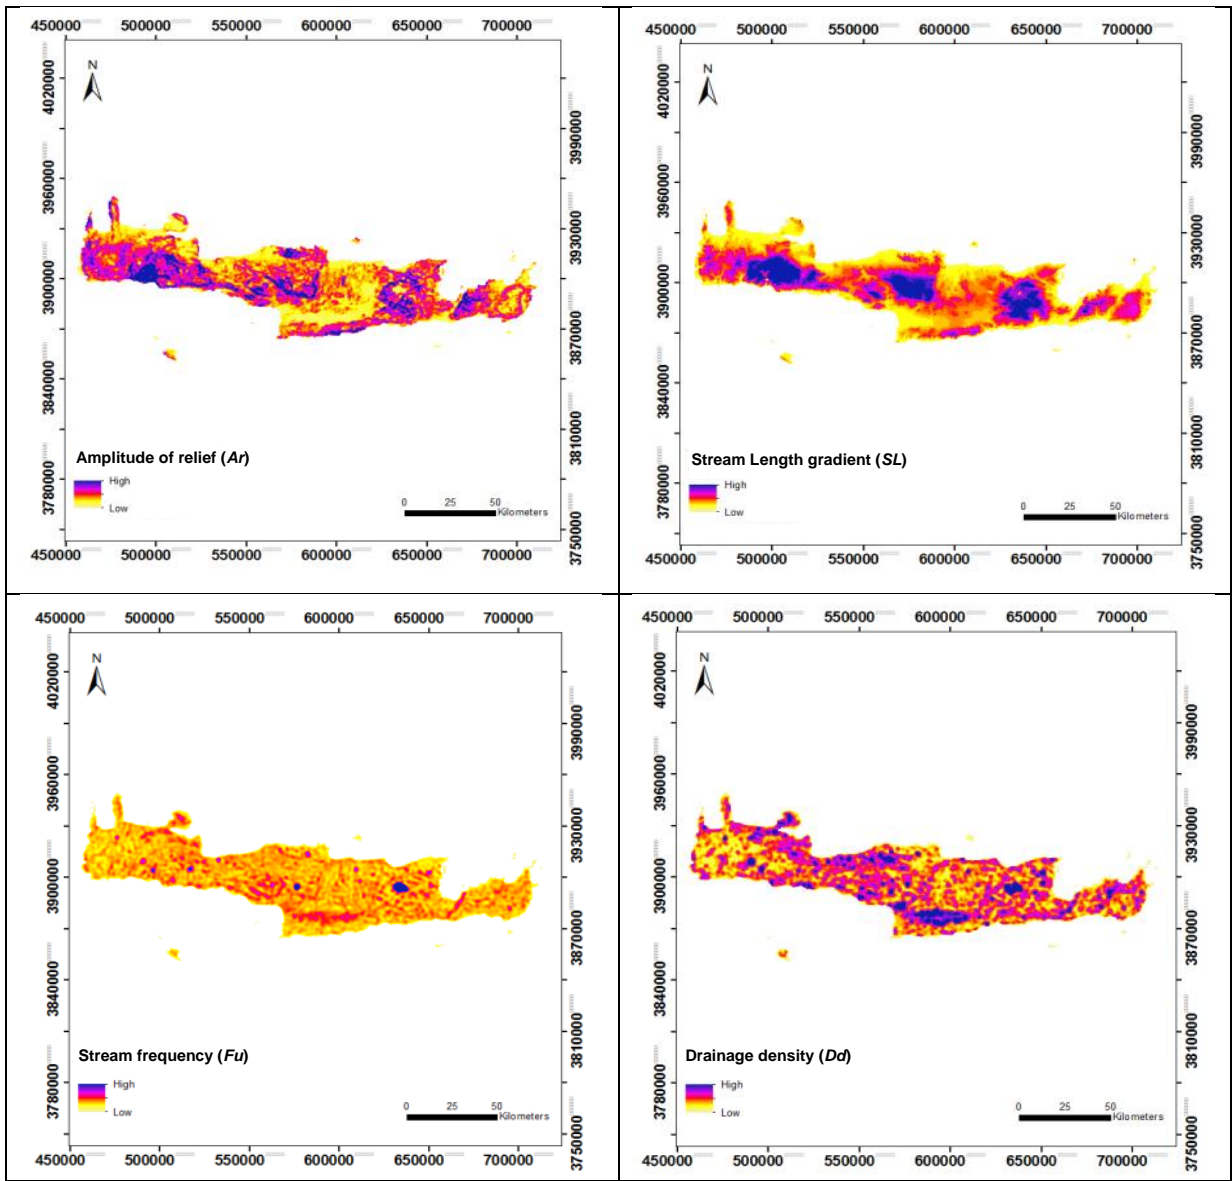 450000 500000 550000 600000 650000 700000
N
4020000 3960000 3900000 3840000 3780000
3990000 3930000 3870000 3810000 3750000
Amplitude of relief (Ar)
High
Low
0 25 50
Kilometers
450000 500000 550000 600000 650000 700000
450000 500000 550000 600000 650000 700000
N
4020000 3960000 3900000 3840000 3780000
3990000 3930000 3870000 3810000 3750000
Stream Length gradient (SL)
High
Low
0 25 50
Kilometers
450000 500000 550000 600000 650000 700000
450000 500000 550000 600000 650000 700000
N
4020000 3960000 3900000 3840000 3780000
3990000 3930000 3870000 3810000 3750000
Stream frequency (Fu)
High
Low
0 25 50
Kilometers
450000 500000 550000 600000 650000 700000
450000 500000 550000 600000 650000 700000
N
4020000 3960000 3900000 3840000 3780000
3990000 3930000 3870000 3810000 3750000
Drainage density (Dd)
High
Low
0 25 50
Kilometers
450000 500000 550000 600000 650000 700000